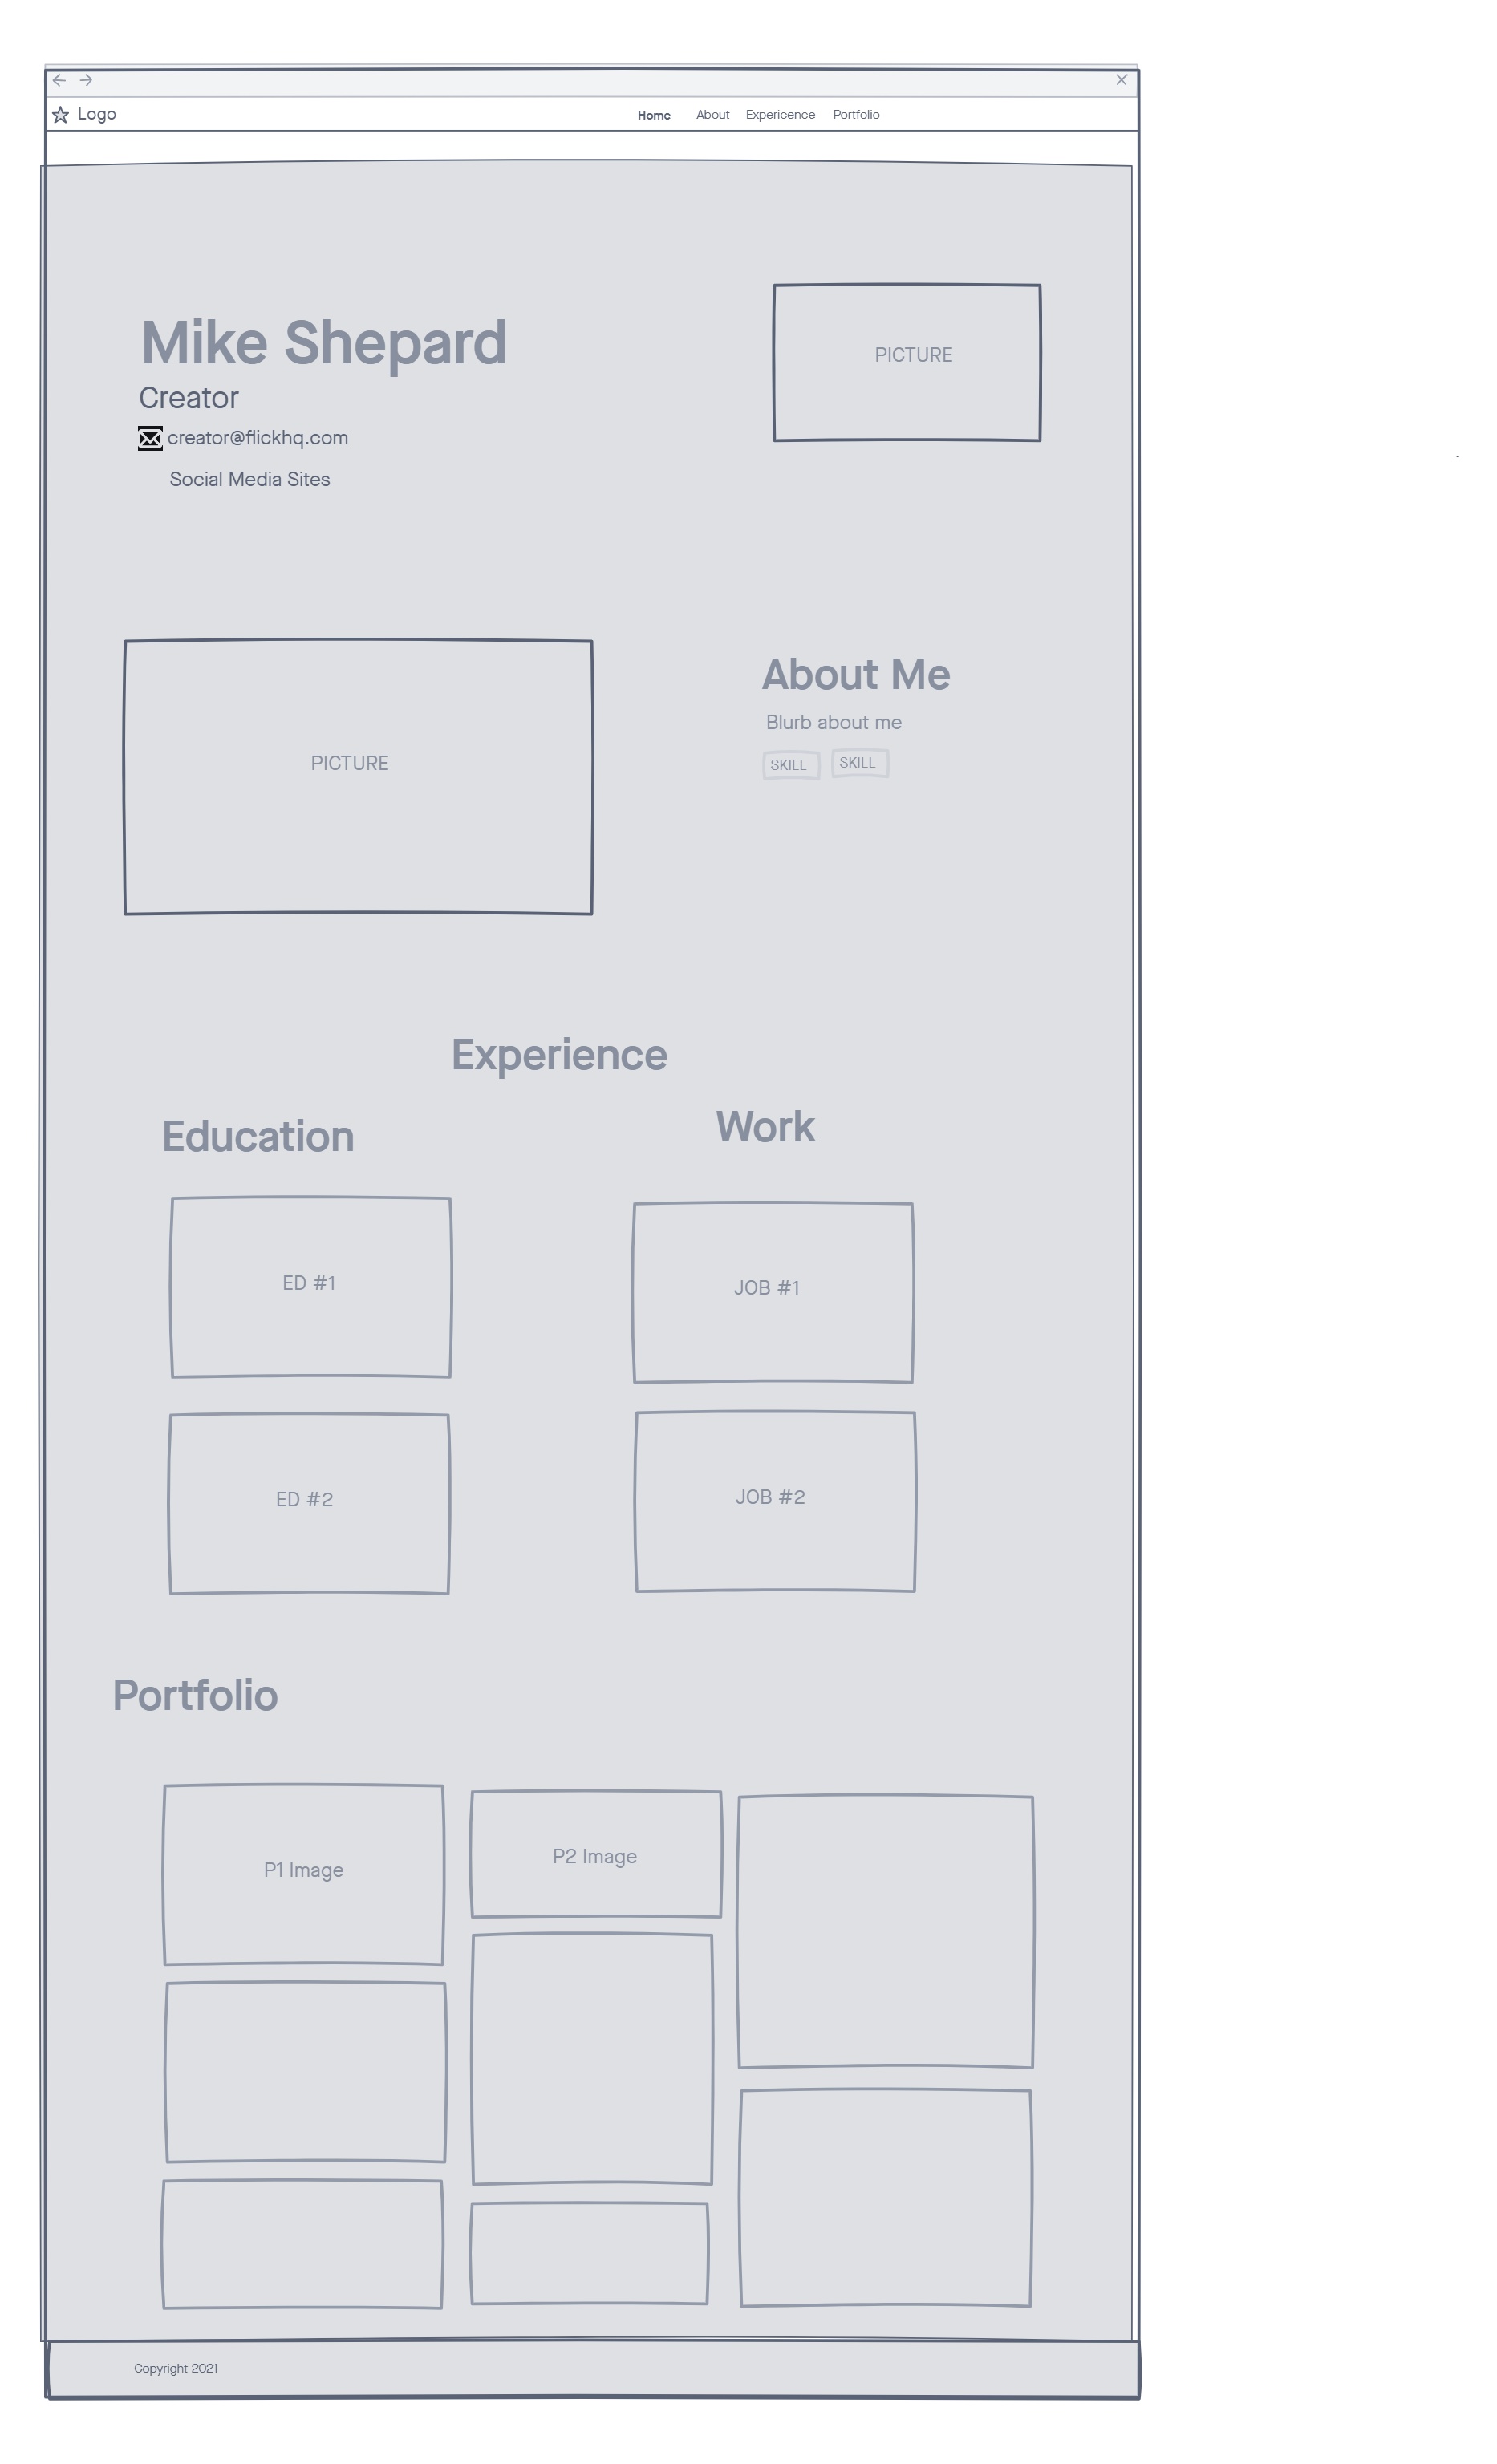 Logo
Home About Expericence Portfolio
Mike Shepard
Creator
creator@flickhq.com
Social Media Sites
PICTURE
PICTURE
About Me
Blurb about me
SKILL SKILL
Experience
Education
Work
ED #1
JOB #1
ED #2
JOB #2
Portfolio
P1 Image
P2 Image
Copyright 2021